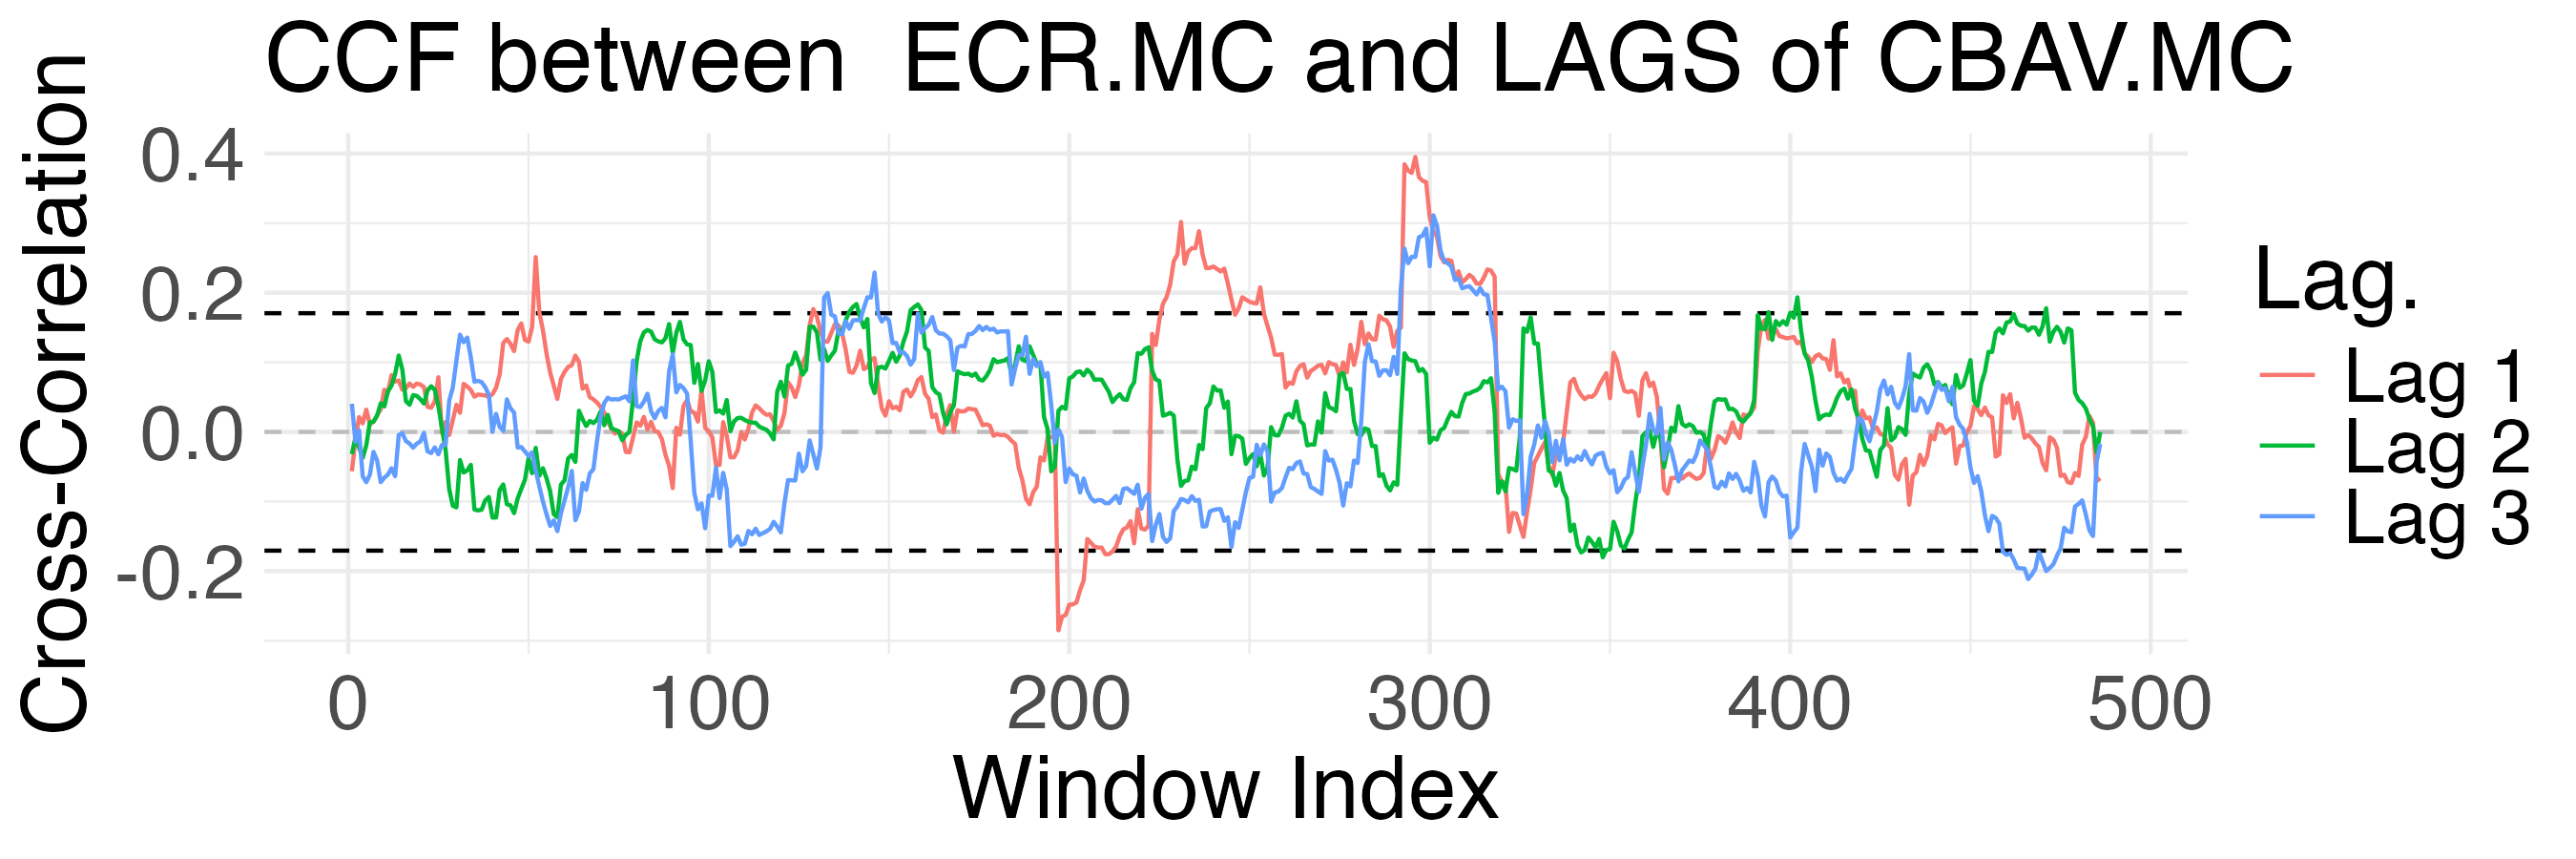 CCF between  ECR.MC and LAGS of CBAV.MC
Cross-Correlation
0.4
0.2
0.0
-0.2
0 100 200 300 400 500
Window Index
Lag.
Lag 1
Lag 2
Lag 3